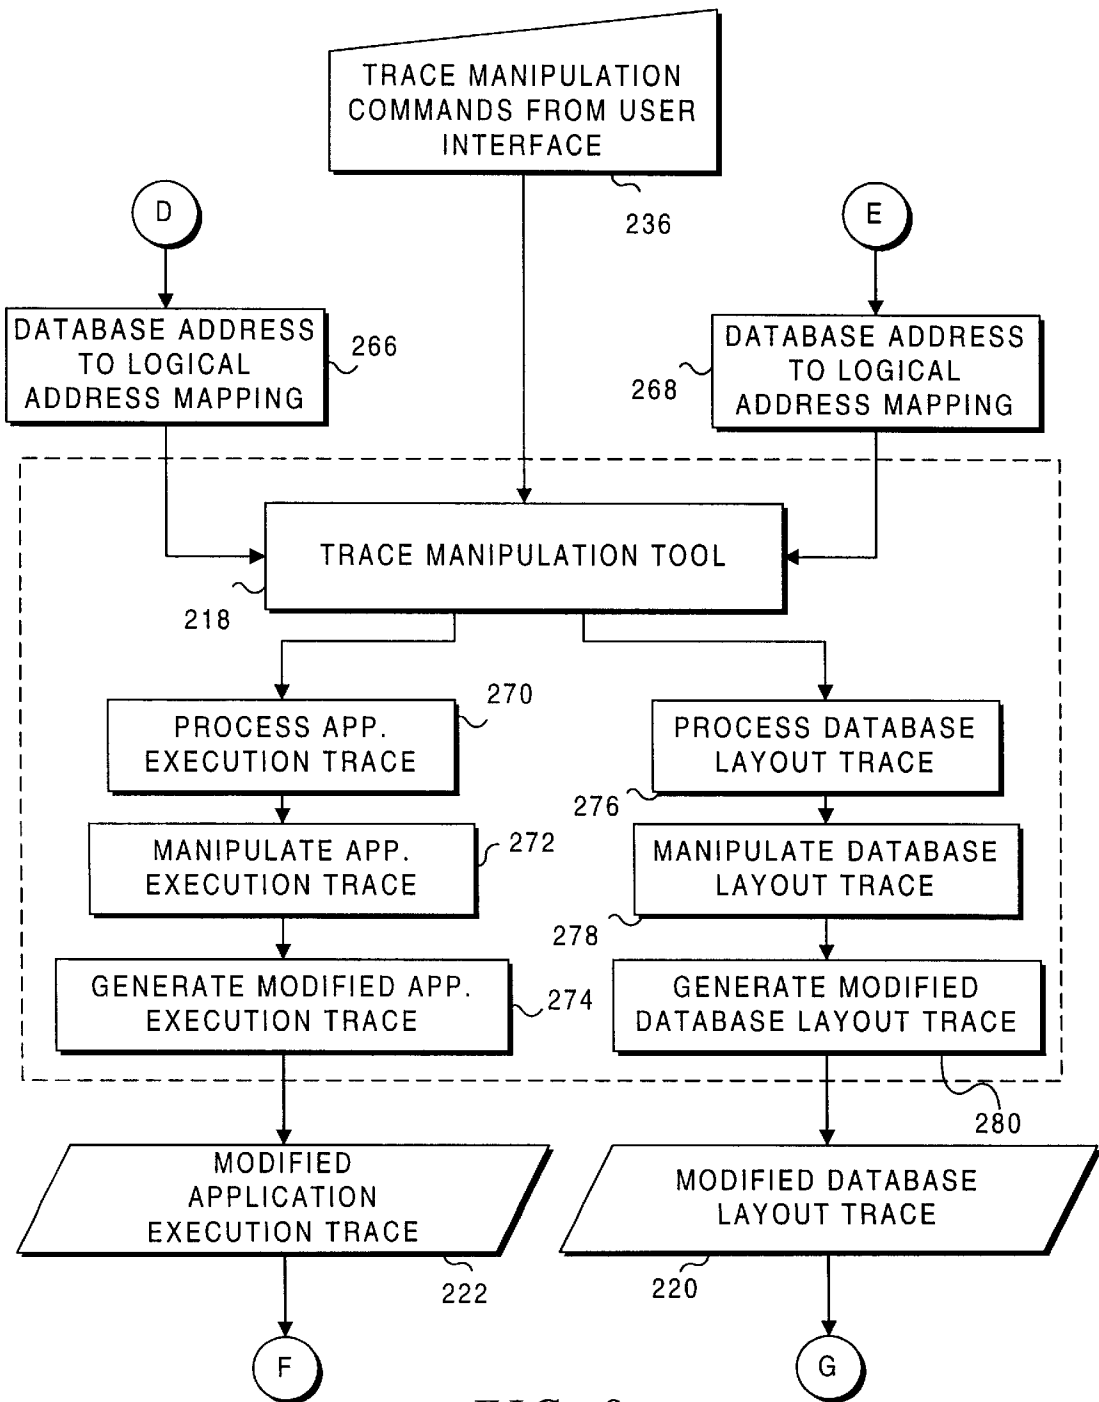 TRACE MANIPULATION
COMMANDS FROM USER
INTERFACE
236
D
E
DATABASE ADDRESS
TO LOGICAL
ADDRESS MAPPING
266
DATABASE ADDRESS
TO LOGICAL
ADDRESS MAPPING
268
TRACE MANIPULATION TOOL
218
PROCESS APP.
EXECUTION TRACE
270
PROCESS DATABASE
LAYOUT TRACE
276
MANIPULATE APP.
EXECUTION TRACE
272
MANIPULATE DATABASE
LAYOUT TRACE
278
GENERATE MODIFIED APP.
EXECUTION TRACE
274
GENERATE MODIFIED
DATABASE LAYOUT TRACE
280
MODIFIED
APPLICATION
EXECUTION TRACE
222
MODIFIED DATABASE
LAYOUT TRACE
220
F
G